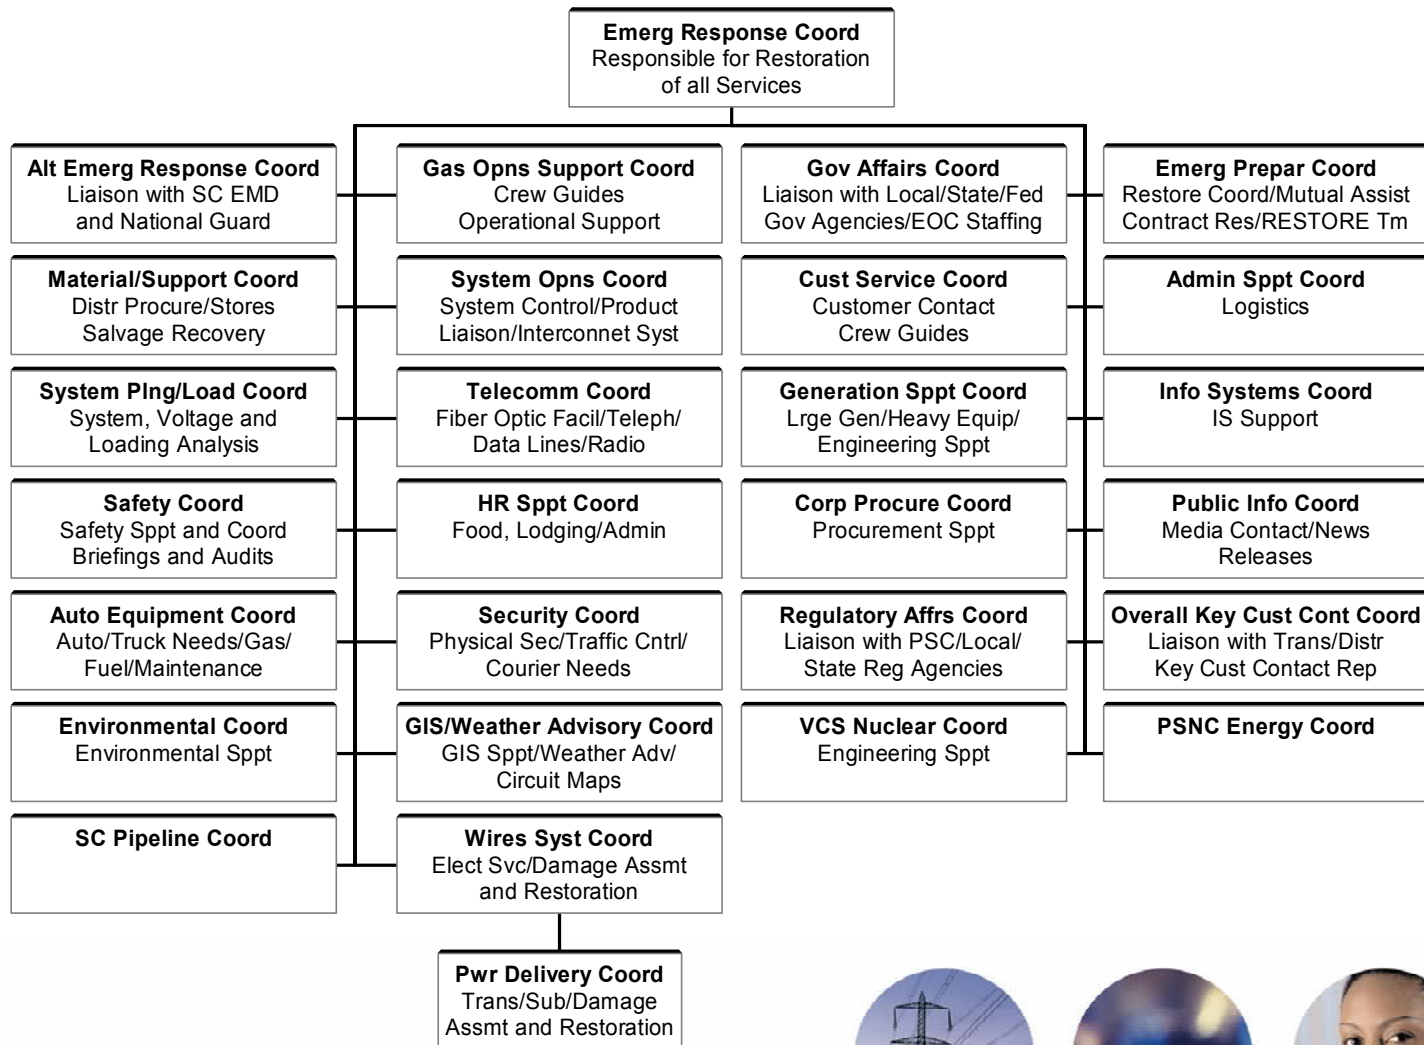 Emerg Response Coord
Responsible for Restoration
of all Services
Alt Emerg Response Coord
Liaison with SC EMD
and National Guard
Gas Opns Support Coord
Crew Guides
Operational Support
Gov Affairs Coord
Liaison with Local/State/Fed
Gov Agencies/EOC Staffing
Emerg Prepar Coord
Restore Coord/Mutual Assist
Contract Res/RESTORE Tm
Material/Support Coord
Distr Procure/Stores
Salvage Recovery
System Opns Coord
System Control/Product
Liaison/Interconnet Syst
Cust Service Coord
Customer Contact
Crew Guides
Admin Sppt Coord
Logistics
System Plng/Load Coord
System, Voltage and
Loading Analysis
Telecomm Coord
Fiber Optic Facil/Teleph/
Data Lines/Radio
Generation Sppt Coord
Lrge Gen/Heavy Equip/
Engineering Sppt
Info Systems Coord
IS Support
Safety Coord
Safety Sppt and Coord
Briefings and Audits
HR Sppt Coord
Food, Lodging/Admin
Corp Procure Coord
Procurement Sppt
Public Info Coord
Media Contact/News
Releases
Auto Equipment Coord
Auto/Truck Needs/Gas/
Fuel/Maintenance
Security Coord
Physical Sec/Traffic Cntrl/
Courier Needs
Regulatory Affrs Coord
Liaison with PSC/Local/
State Reg Agencies
Overall Key Cust Cont Coord
Liaison with Trans/Distr
Key Cust Contact Rep
Environmental Coord
Environmental Sppt
GIS/Weather Advisory Coord
GIS Sppt/Weather Adv/
Circuit Maps
VCS Nuclear Coord
Engineering Sppt
PSNC Energy Coord
SC Pipeline Coord
Wires Syst Coord
Elect Svc/Damage Assmt
and Restoration
Pwr Delivery Coord
Trans/Sub/Damage
Assmt and Restoration